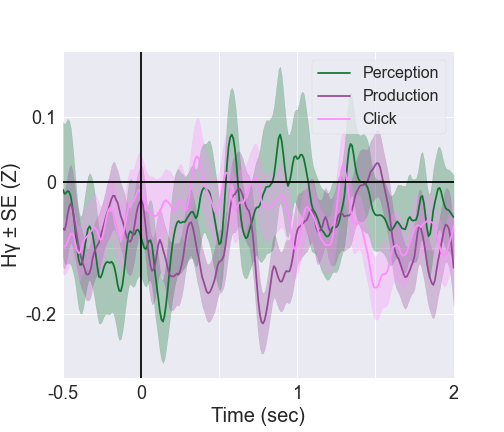 Perception
Production
Click
0.1
0
-0.2
Hγ ± SE (Z)
-0.5
0
1
2
Time (sec)